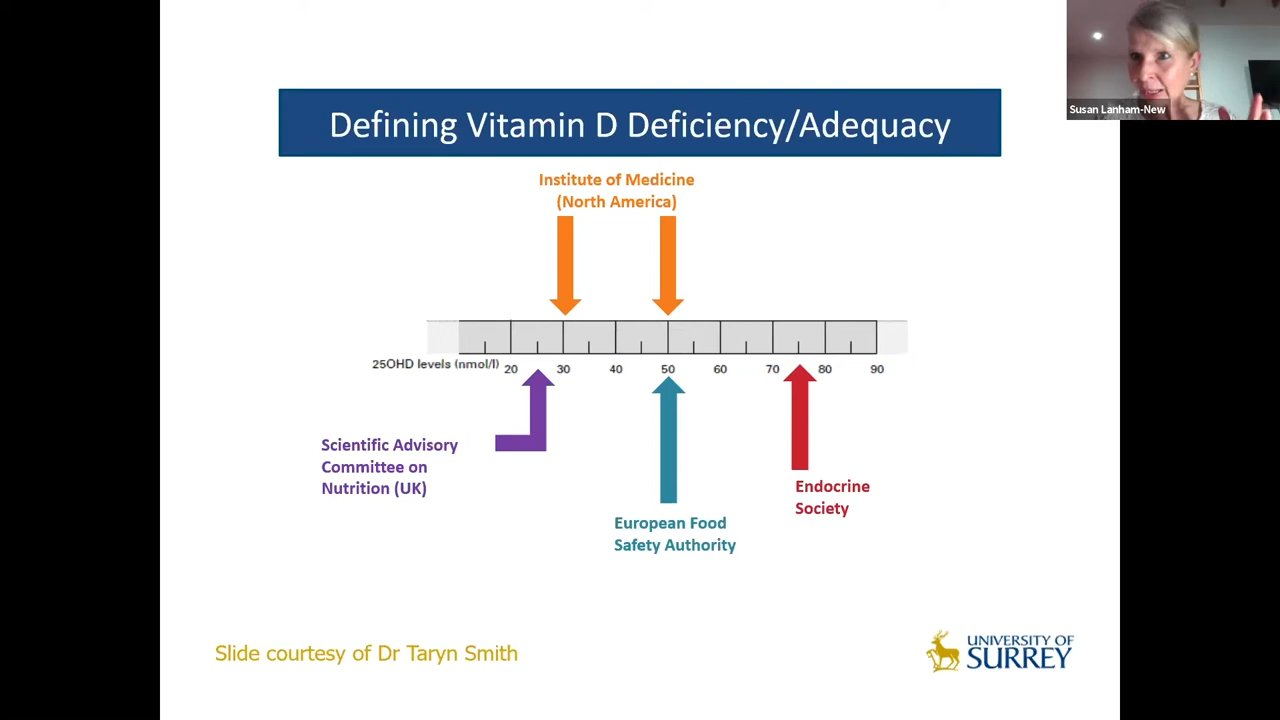 Susan Lanham-New
Defining Vitamin D Deficiency/Adequacy
Institute of Medicine
(North America)
25OHD levels (nmol/l) 20 30 40 50 60 70 80 90
Scientific Advisory
Committee on
Nutrition (UK)
European Food
Safety Authority
Endocrine
Society
Slide courtesy of Dr Taryn Smith
UNIVERSITY OF
SURREY